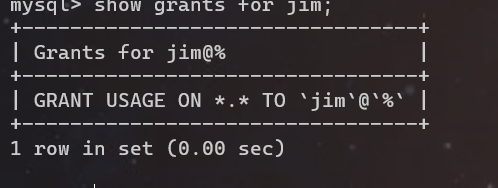 mysql> show grants for jim;
+---------------------------------+
| Grants for jim@%                |
+---------------------------------+
| GRANT USAGE ON *.* TO `jim`@`%` |
+---------------------------------+
1 row in set (0.00 sec)